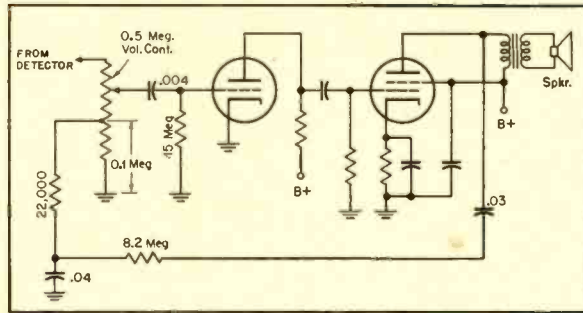 0.5 Meg.
Vol. Cont.
FROM
DETECTOR
.004
15 Meg
0.1 Meg
22,000
.04
8.2 Meg
B+
.03
B+
Spkr.